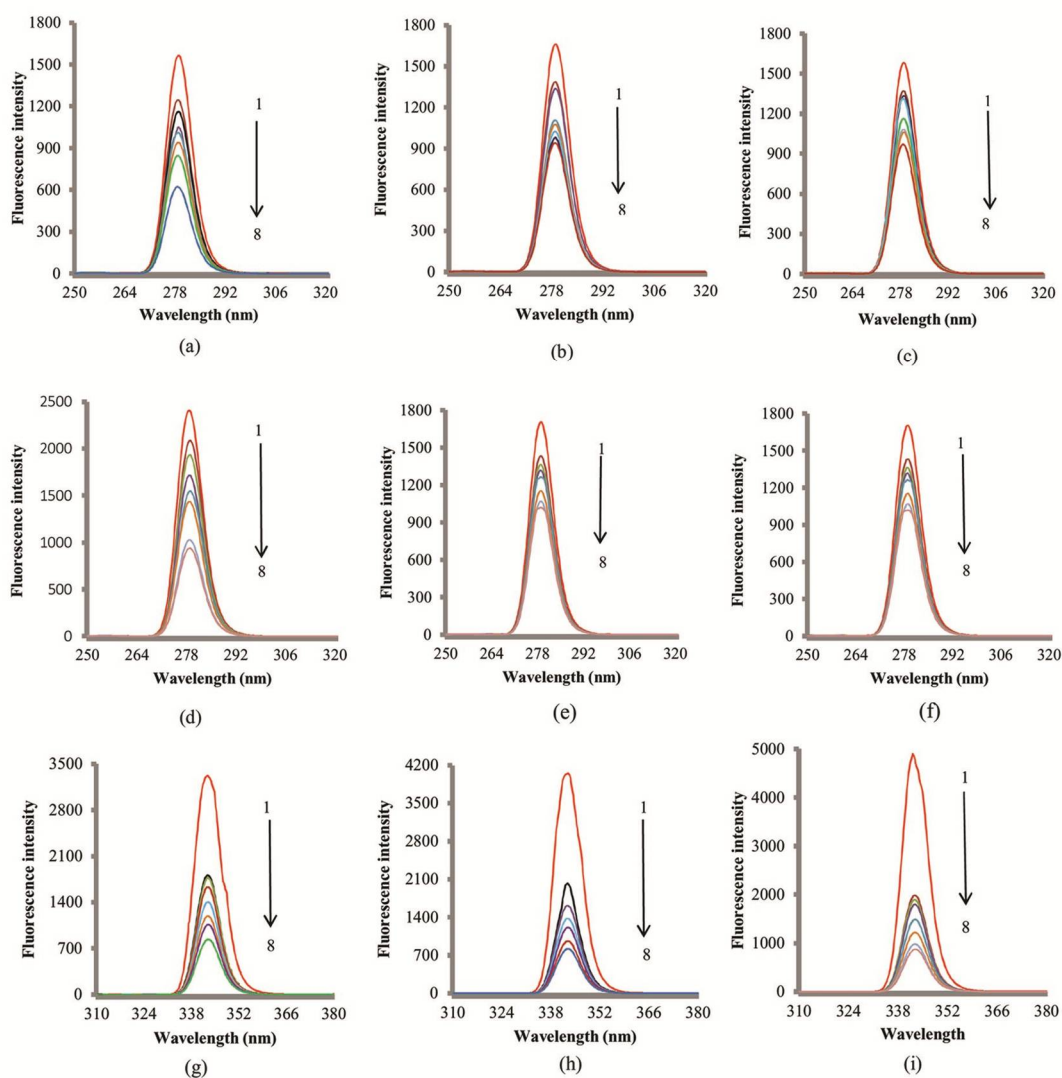 Fluorescence intensity
1800
1500
1200
900
600
300
0
1
8
250 264 278 292 306 320
Wavelength (nm)
(a)
Fluorescence intensity
1800
1500
1200
900
600
300
0
1
8
250 264 278 292 306 320
Wavelength (nm)
(b)
Fluorescence intensity
1800
1500
1200
900
600
300
0
1
8
250 264 278 292 306 320
Wavelength (nm)
(c)
Fluorescence intensity
2500
2000
1500
1000
500
0
1
8
250 264 278 292 306 320
Wavelength (nm)
(d)
Fluorescence intensity
1800
1500
1200
900
600
300
0
1
8
250 264 278 292 306 320
Wavelength (nm)
(e)
Fluorescence intensity
1800
1500
1200
900
600
300
0
1
8
250 264 278 292 306 320
Wavelength (nm)
(f)
Fluorescence intensity
3500
2800
2100
1400
700
0
1
8
310 324 338 352 366 380
Wavelength (nm)
(g)
Fluorescence intensity
4200
3500
2800
2100
1400
700
0
1
8
310 324 338 352 366 380
Wavelength (nm)
(h)
Fluorescence intensity
5000
4000
3000
2000
1000
0
1
8
310 324 338 352 366 380
Wavelength
(i)